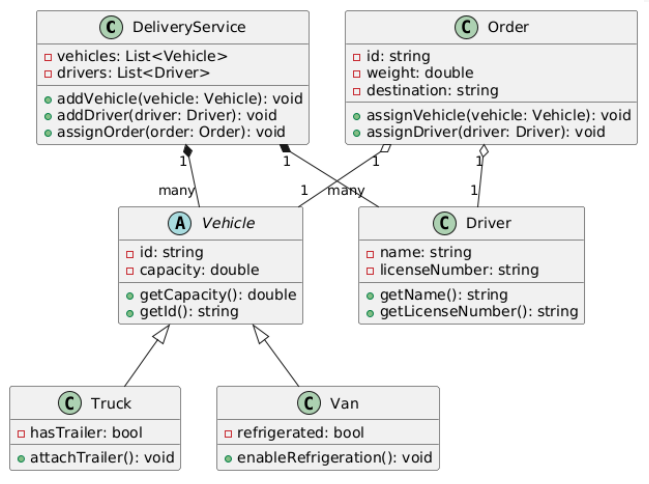 C DeliveryService
vehicles: List<Vehicle>
drivers: List<Driver>
addVehicle(vehicle: Vehicle): void
addDriver(driver: Driver): void
assignOrder(order: Order): void
C Order
id: string
weight: double
destination: string
assignVehicle(vehicle: Vehicle): void
assignDriver(driver: Driver): void
1
1
1
1
many
1
many
1
A Vehicle
id: string
capacity: double
getCapacity(): double
getId(): string
C Driver
name: string
licenseNumber: string
getName(): string
getLicenseNumber(): string
C Truck
hasTrailer: bool
attachTrailer(): void
C Van
refrigerated: bool
enableRefrigeration(): void